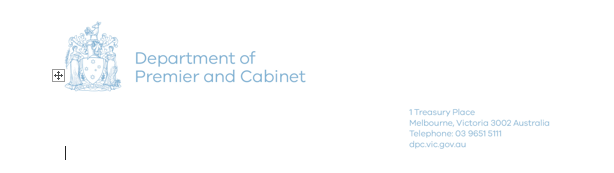 Department of
Premier and Cabinet
1 Treasury Place
Melbourne, Victoria 3002 Australia
Telephone: 03 9651 5111
dpc.vic.gov.au